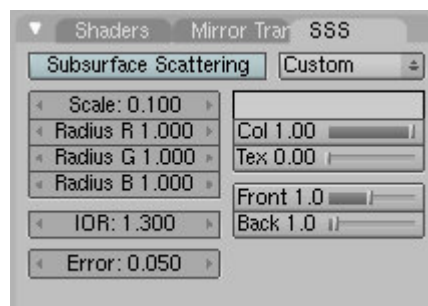 Shaders Mirror Tran SSS
Subsurface Scattering Custom
Scale: 0.100
Radius R 1.000 Col 1.00
Radius G 1.000 Tex 0.00
Radius B 1.000
Front 1.0
IOR: 1.300 Back 1.0
Error: 0.050